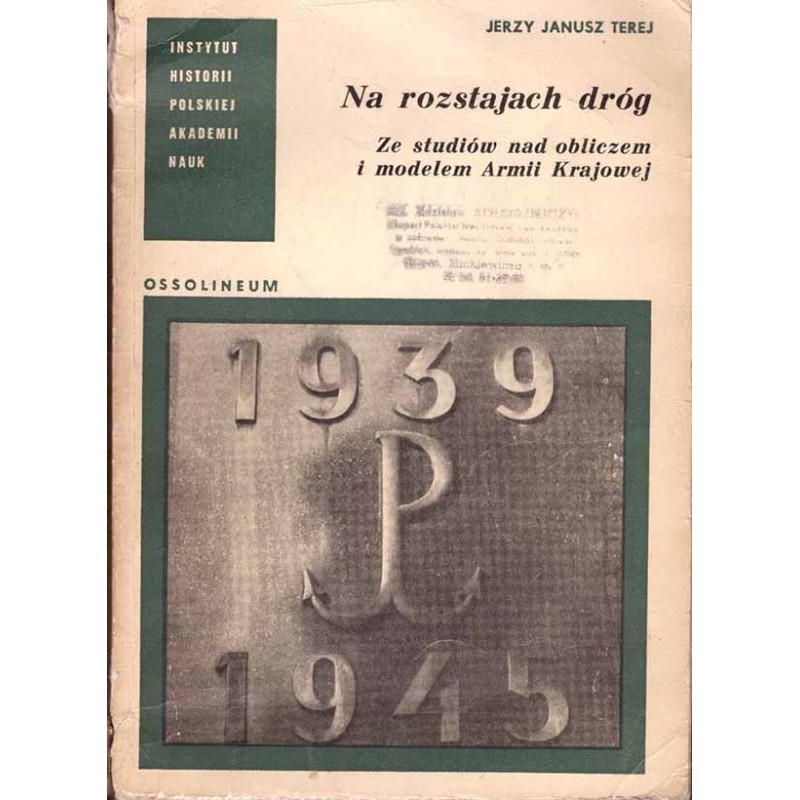 JERZY JANUSZ TEREJ
INSTYTUT
HISTORII
POLSKIEJ
AKADEMII
NAUK
Na rozstajach dróg
Ze studiów nad obliczem
i modelem Armii Krajowej
Mickiewicza
OSSOLINEUM
1939
P
1945